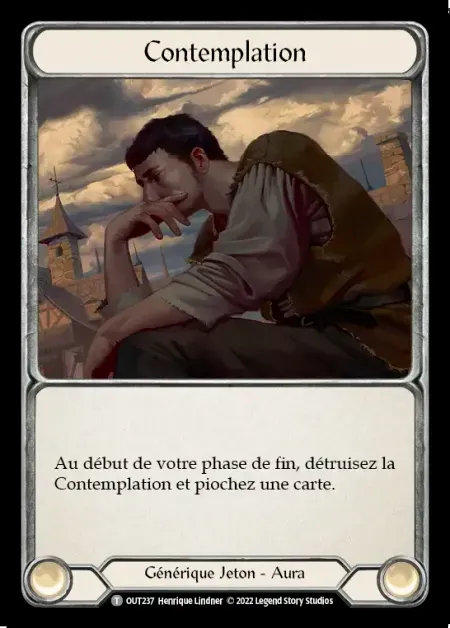 Contemplation
Au début de votre phase de fin, détruisez la
Contemplation et piochez une carte.
Générique Jeton - Aura
T OUT237 Henrique Lindner © 2022 Legend Story Studios